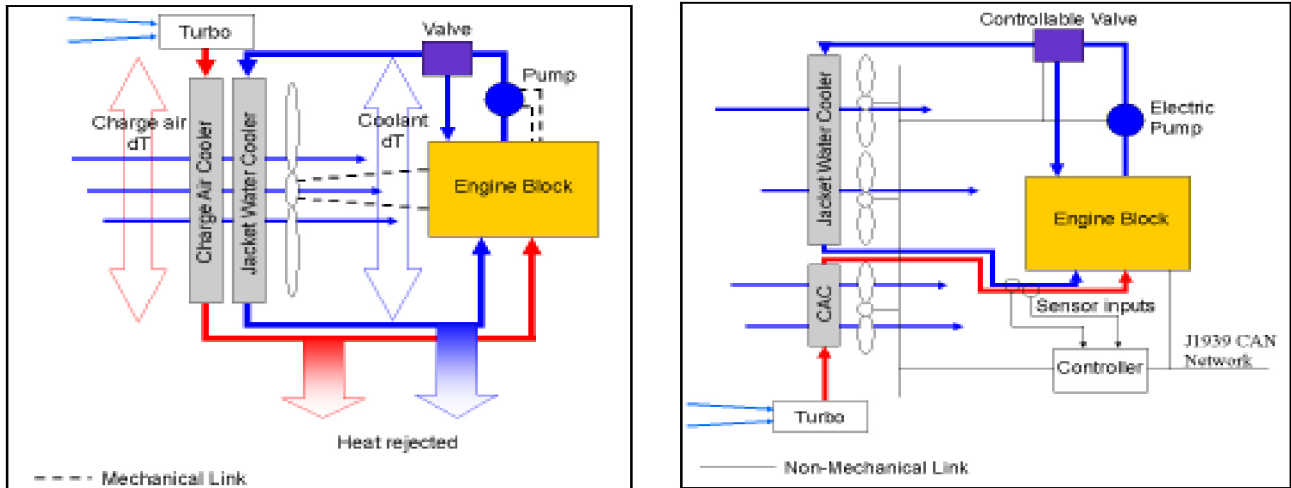 Turbo
Valve
Pump
Charge air
dT
Coolant
dT
Charge Air Cooler
Jacket Water Cooler
Engine Block
Heat rejected
Mechanical Link
Controllable Valve
Jacket Water Cooler
Electric
Pump
Engine Block
CAC
Sensor inputs
J1939 CAN
Network
Controller
Turbo
Non-Mechanical Link